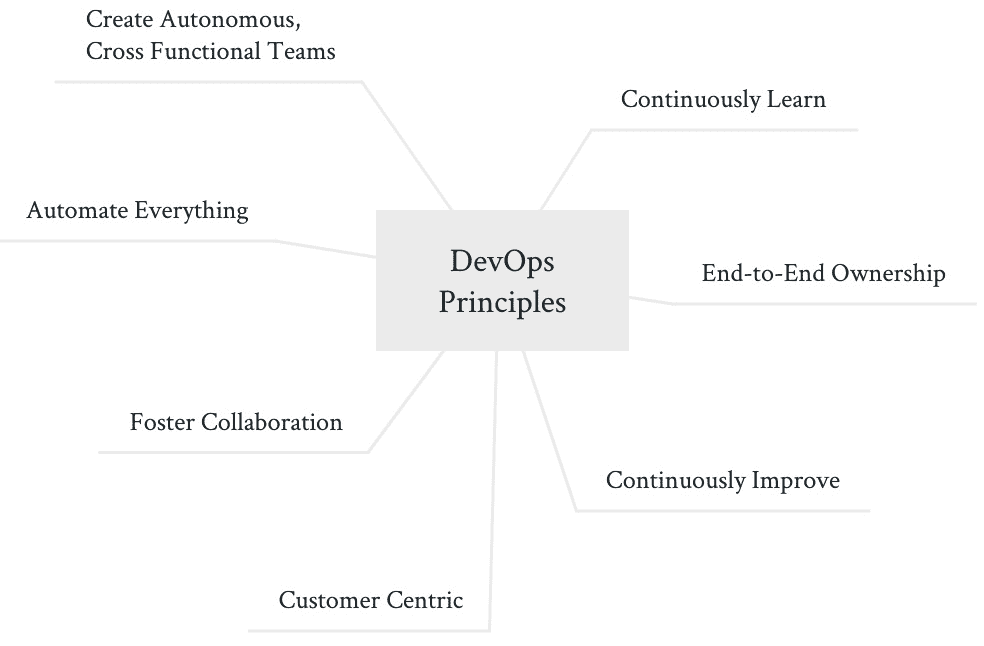 Create Autonomous,
Cross Functional Teams
Continuously Learn
Automate Everything
DevOps
Principles
End-to-End Ownership
Foster Collaboration
Continuously Improve
Customer Centric